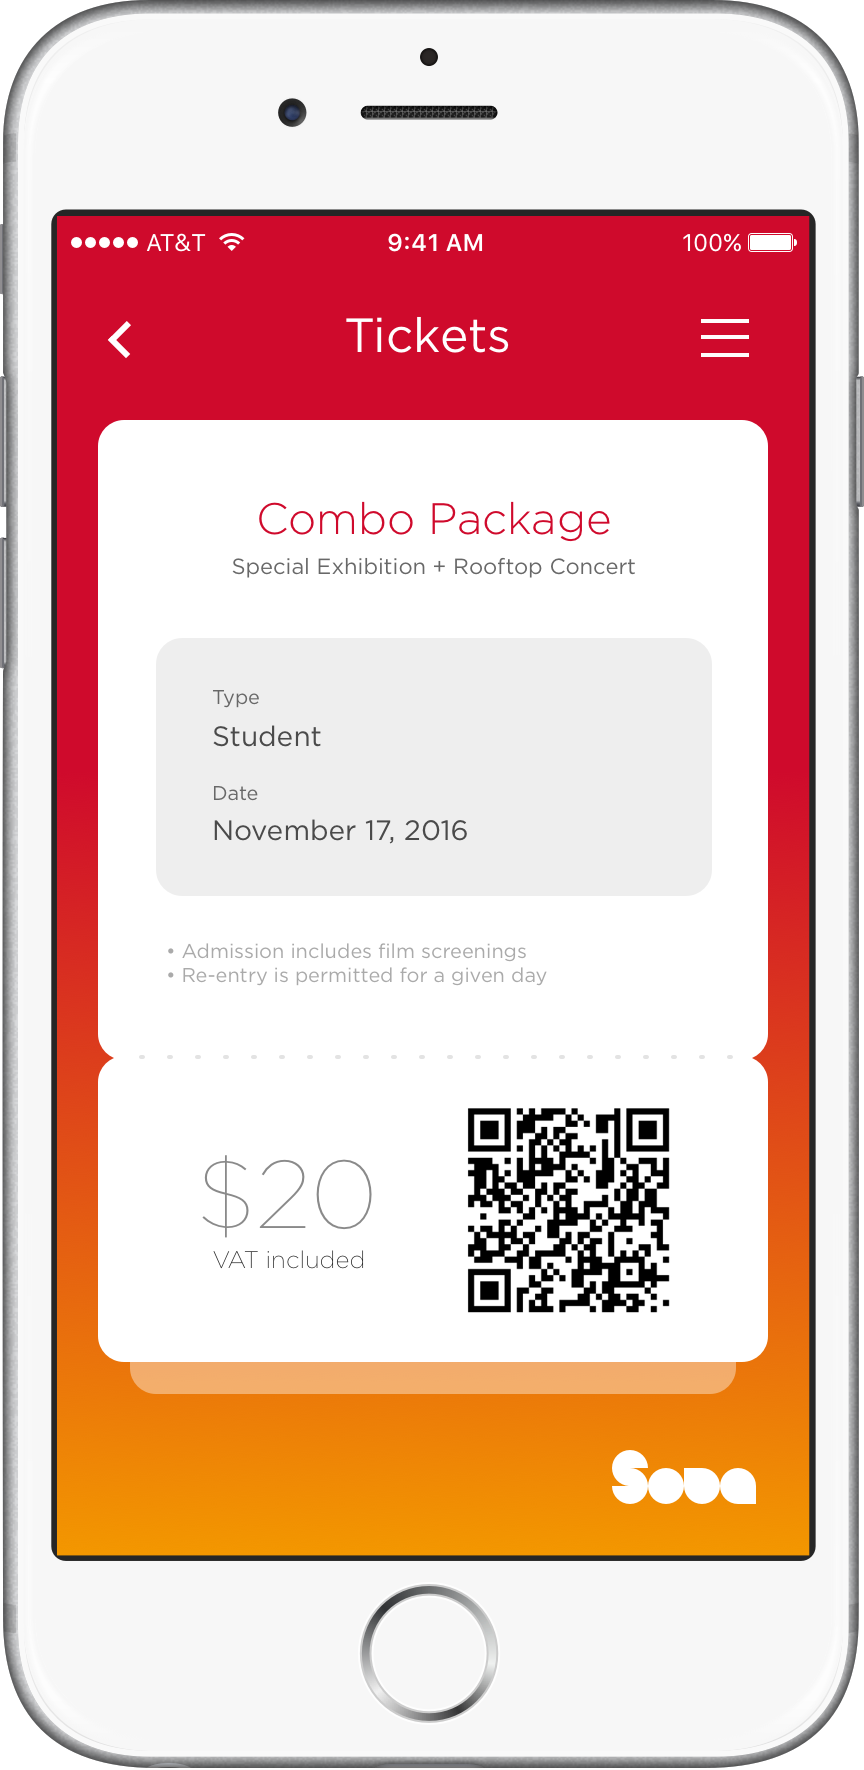 AT&T 9:41 AM 100%
Tickets
Combo Package
Special Exhibition + Rooftop Concert
Type
Student
Date
November 17, 2016
• Admission includes film screenings
• Re-entry is permitted for a given day
$20
VAT included
SODA